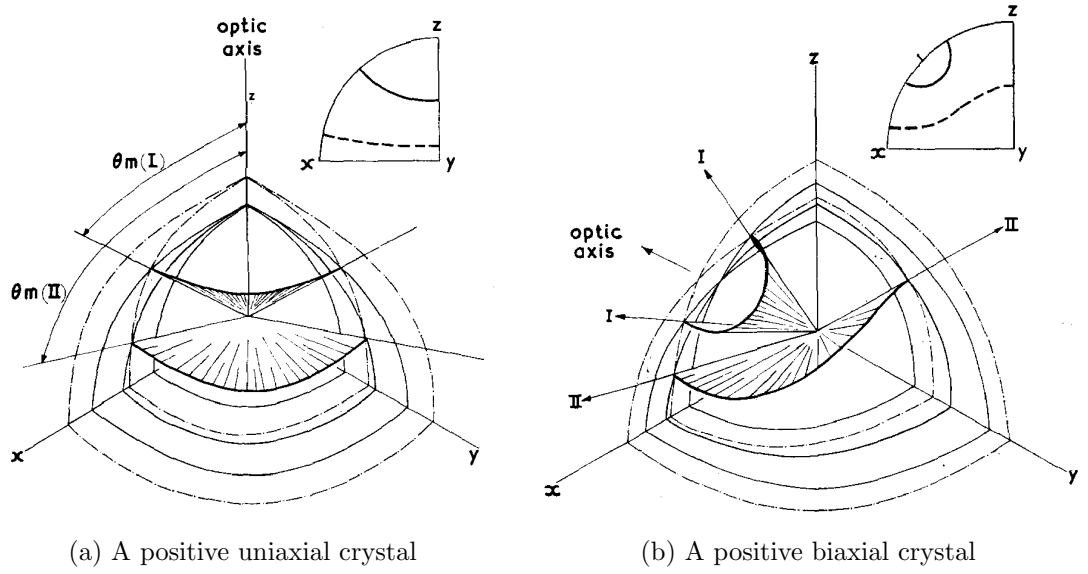 optic
axis
z
z
θm(I)
x
y
θm(II)
x
y
z
z
I
x
y
II
optic
axis
I
II
x
y
(a) A positive uniaxial crystal
(b) A positive biaxial crystal